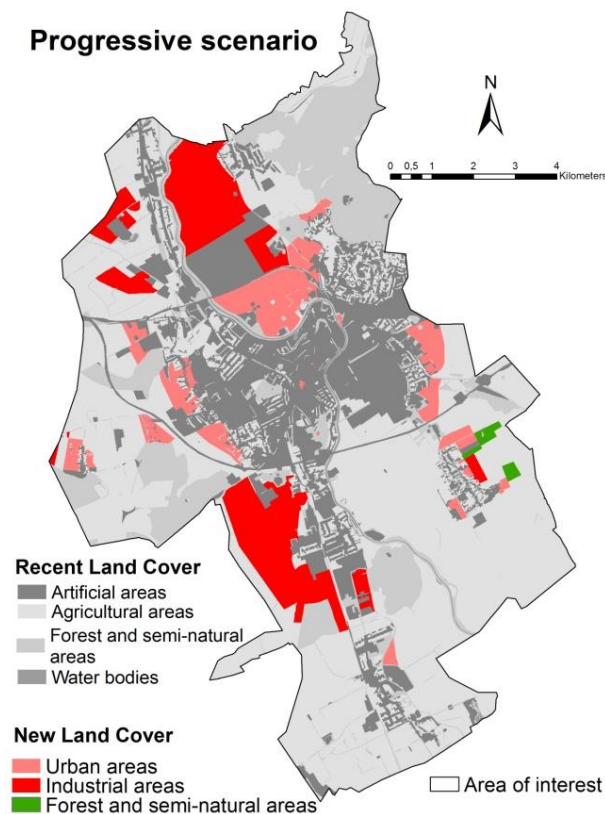 Progressive scenario
N
0 0,5 1 2 3 4
Kilometers
Recent Land Cover
Artificial areas
Agricultural areas
Forest and semi-natural
areas
Water bodies
New Land Cover
Urban areas
Industrial areas
Forest and semi-natural areas
Area of interest